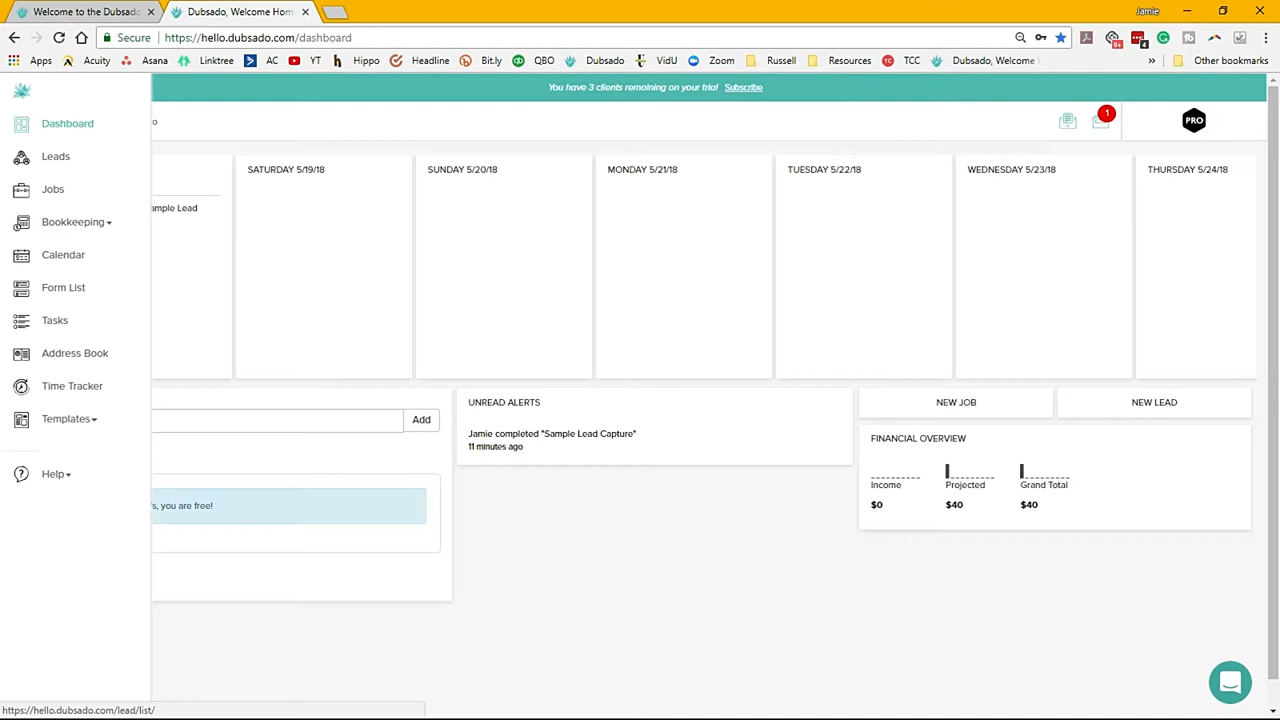 Welcome to the Dubsado
Dubsado, Welcome Hom
Jamie
Secure
https://hello.dubsado.com/dashboard
Apps
Acuity
Asana
Linktree
AC
YT
Hippo
Headline
Bit.ly
QBO
Dubsado
VidU
Zoom
Russell
Resources
TCC
Dubsado, Welcome
»
Other bookmarks
You have 3 clients remaining on your trial Subscribe
o
1
PRO
Dashboard
Leads
Jobs
Bookkeeping
Calendar
Form List
Tasks
Address Book
Time Tracker
Templates
Help
SATURDAY 5/19/18
SUNDAY 5/20/18
MONDAY 5/21/18
TUESDAY 5/22/18
WEDNESDAY 5/23/18
THURSDAY 5/24/18
mple Lead
Add
s, you are free!
UNREAD ALERTS
Jamie completed "Sample Lead Capture"
11 minutes ago
NEW JOB
NEW LEAD
FINANCIAL OVERVIEW
Income
Projected
Grand Total
$0
$40
$40
https://hello.dubsado.com/lead/list/